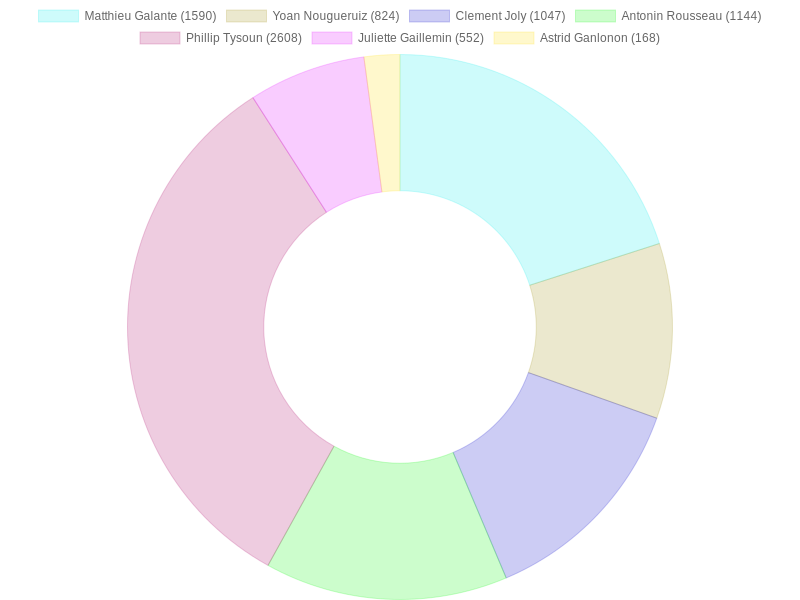 Matthieu Galante (1590) Yoan Nougueruiz (824) Clement Joly (1047) Antonin Rousseau (1144)
Phillip Tysoun (2608) Juliette Gaillemin (552) Astrid Ganlonon (168)